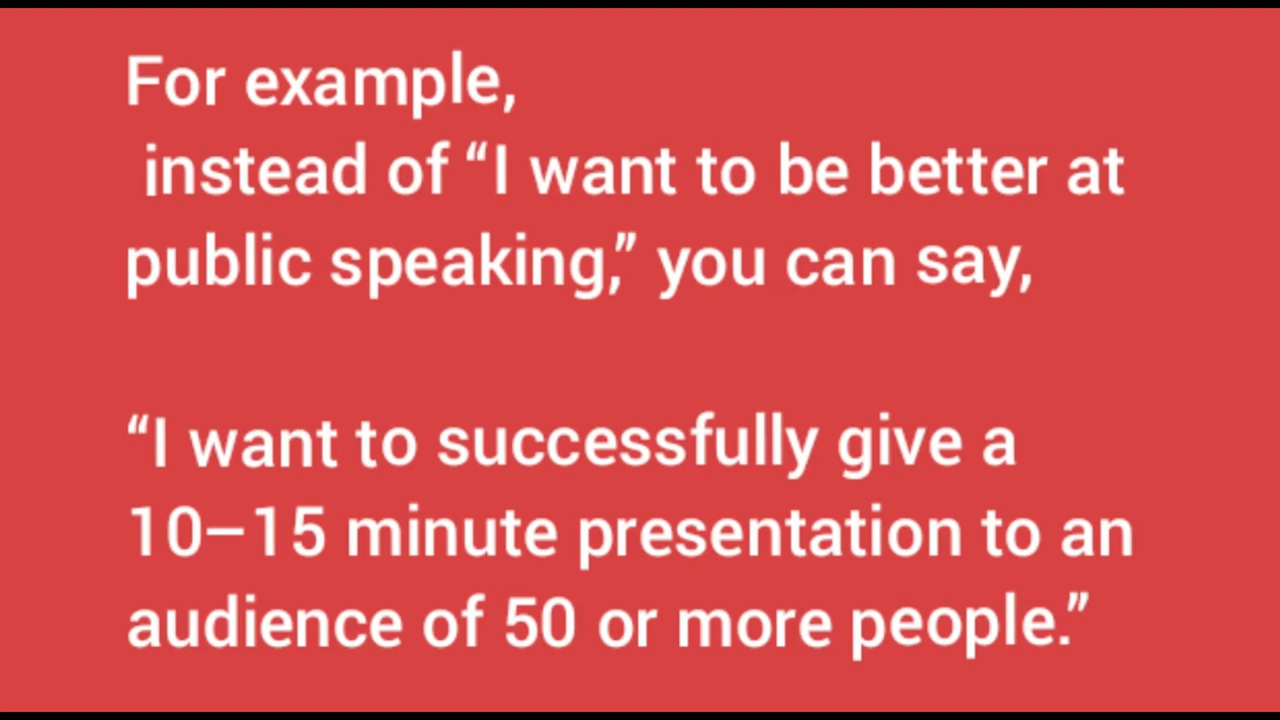 For example,
instead of “I want to be better at
public speaking,” you can say,
“I want to successfully give a
10–15 minute presentation to an
audience of 50 or more people.”